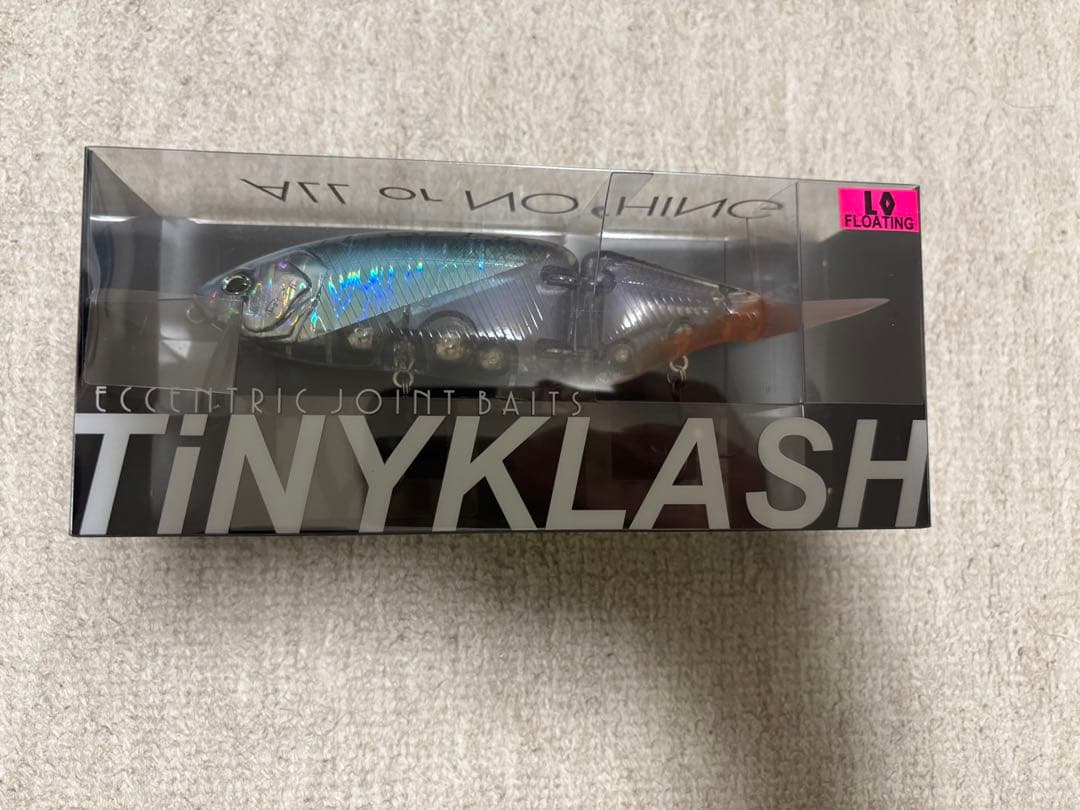 ALL or NOTHING
LO
FLOATING
ECCENTRIC JOINT BAITS
TiNYKLASH